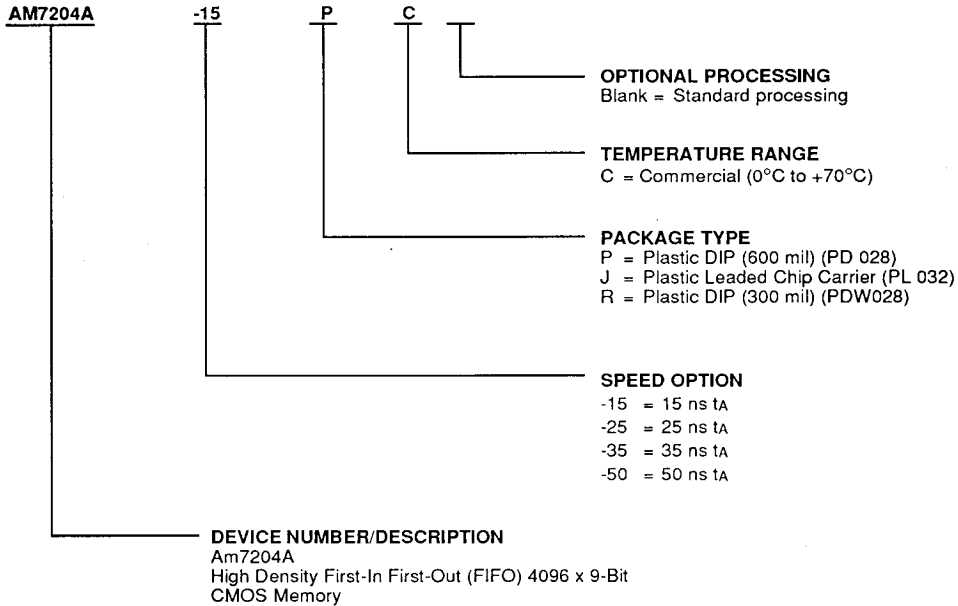 AM7204A -15 P C
OPTIONAL PROCESSING
Blank = Standard processing
TEMPERATURE RANGE
C = Commercial (0°C to +70°C)
PACKAGE TYPE
P = Plastic DIP (600 mil) (PD 028)
J = Plastic Leaded Chip Carrier (PL 032)
R = Plastic DIP (300 mil) (PDW028)
SPEED OPTION
-15 = 15 ns tA
-25 = 25 ns tA
-35 = 35 ns tA
-50 = 50 ns tA
DEVICE NUMBER/DESCRIPTION
Am7204A
High Density First-In First-Out (FIFO) 4096 x 9-Bit
CMOS Memory